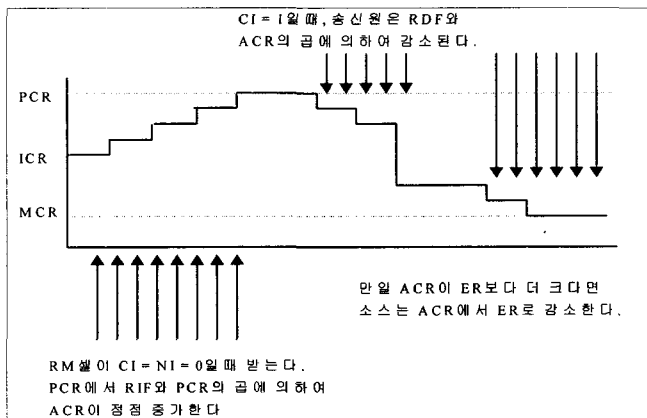 CI = 1일 때, 송신원은 RDF와
ACR의 곱에 의하여 감소된다.
PCR
ICR
MCR
만일 ACR이 ER보다 더 크다면
소스는 ACR에서 ER로 감소한다.
RM셀이 CI = NI = 0일때 받는다.
PCR에서 RIF와 PCR의 곱에 의하여
ACR이 정점 증가한다